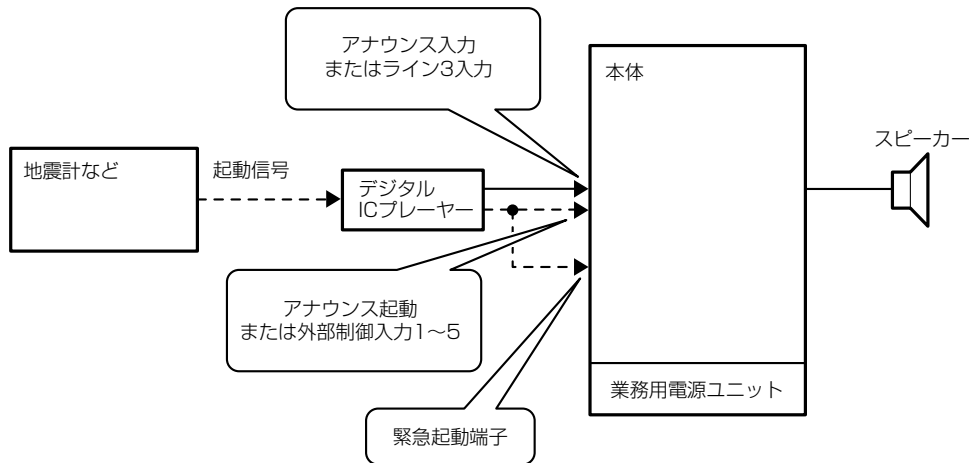 アナウンス入力
またはライン3入力
本体
スピーカー
地震計など
起動信号
デジタル
ICプレーヤー
アナウンス起動
または外部制御入力1～5
業務用電源ユニット
緊急起動端子